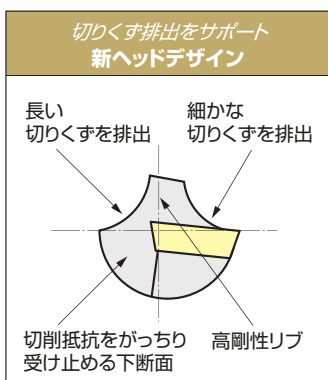 切りくず排出をサポート
新ヘッドデザイン
長い
切りくずを排出
細かな
切りくずを排出
切削抵抗をがっちり
受け止める下断面
高剛性リブ